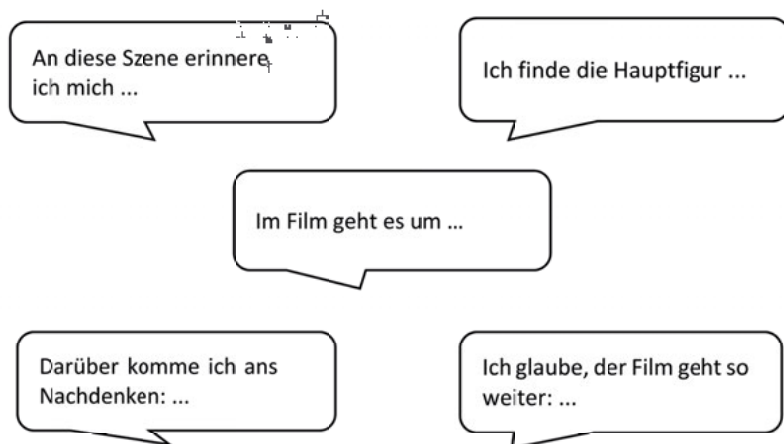 An diese Szene erinnere
ich mich ...
Ich finde die Hauptfigur ...
Im Film geht es um ...
Darüber komme ich ans
Nachdenken: ...
Ich glaube, der Film geht so
weiter: ...